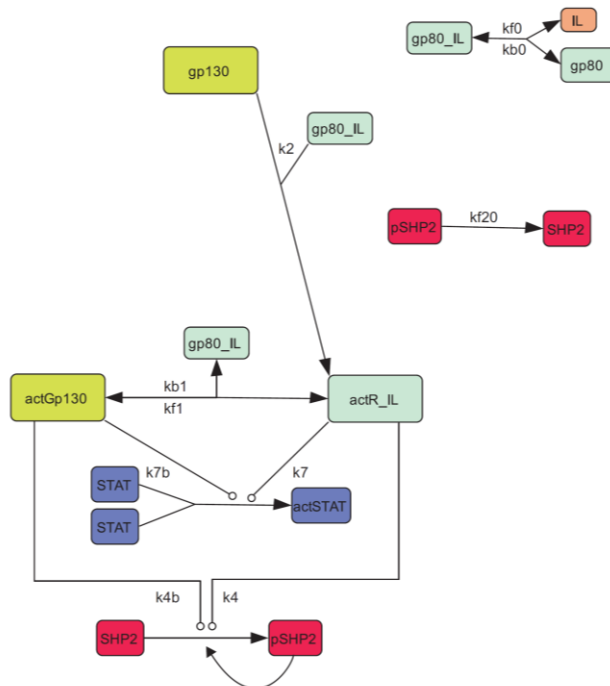 IL
kf0
gp80_IL
kb0
gp80
gp130
gp80_IL
k2
kf20
pSHP2
SHP2
gp80_IL
kb1
actGp130
actR_IL
kf1
k7b
k7
STAT
actSTAT
STAT
k4b
k4
SHP2
pSHP2